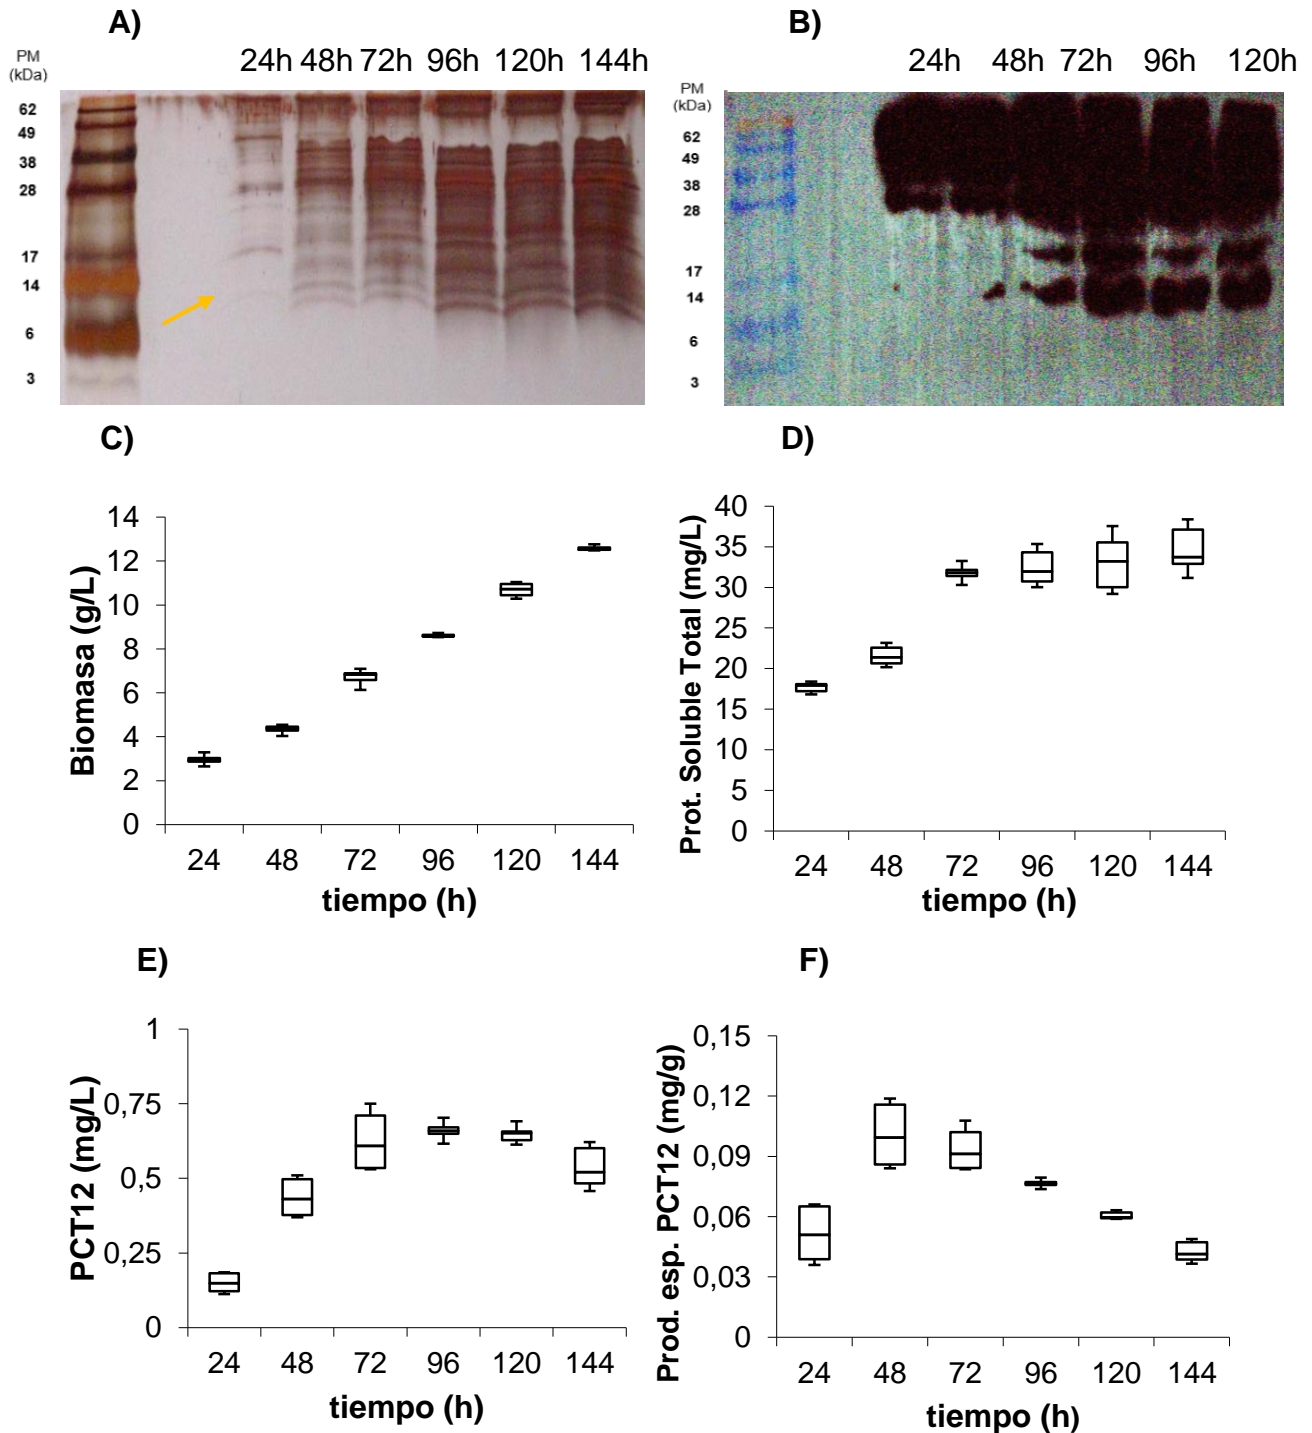 A)
PM
(kDa)
24h 48h 72h 96h 120h 144h
62
49
38
28
17
14
6
3
B)
PM
(kDa)
24h 48h 72h 96h 120h
62
49
38
28
17
14
6
3
C)
Biomasa (g/L)
14
12
10
8
6
4
2
0
24 48 72 96 120 144
tiempo (h)
D)
Prot. Soluble Total (mg/L)
40
35
30
25
20
15
10
5
0
24 48 72 96 120 144
tiempo (h)
E)
PCT12 (mg/L)
1
0,75
0,5
0,25
0
24 48 72 96 120 144
tiempo (h)
F)
Prod. esp. PCT12 (mg/g)
0,15
0,12
0,09
0,06
0,03
0
24 48 72 96 120 144
tiempo (h)